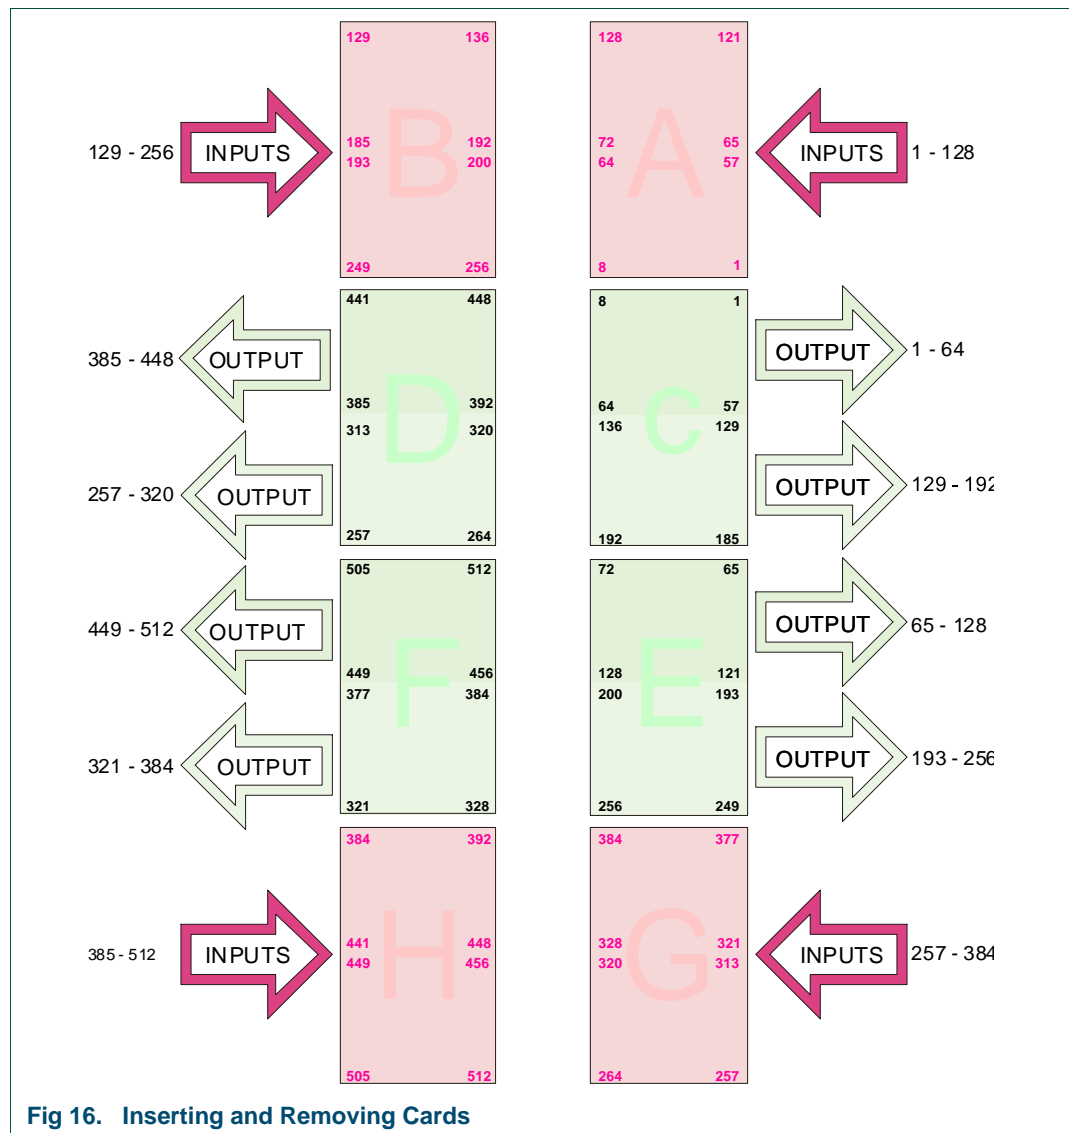 129 136
128 121
B
A
129 - 256
INPUTS
185 192
193 200
72 65
64 57
INPUTS
1 - 128
249 256
8 1
441 448
8 1
385 - 448
OUTPUT
OUTPUT
1 - 64
D
c
385 392
313 320
64 57
136 129
257 - 320
OUTPUT
OUTPUT
129 - 192
257 264
192 185
505 512
72 65
449 - 512
OUTPUT
OUTPUT
65 - 128
F
E
449 456
377 384
128 121
200 193
321 - 384
OUTPUT
OUTPUT
193 - 256
321 328
256 249
384 392
384 377
H
G
385 - 512
INPUTS
441 448
449 456
328 321
320 313
INPUTS
257 - 384
505 512
264 257
Fig 16. Inserting and Removing Cards